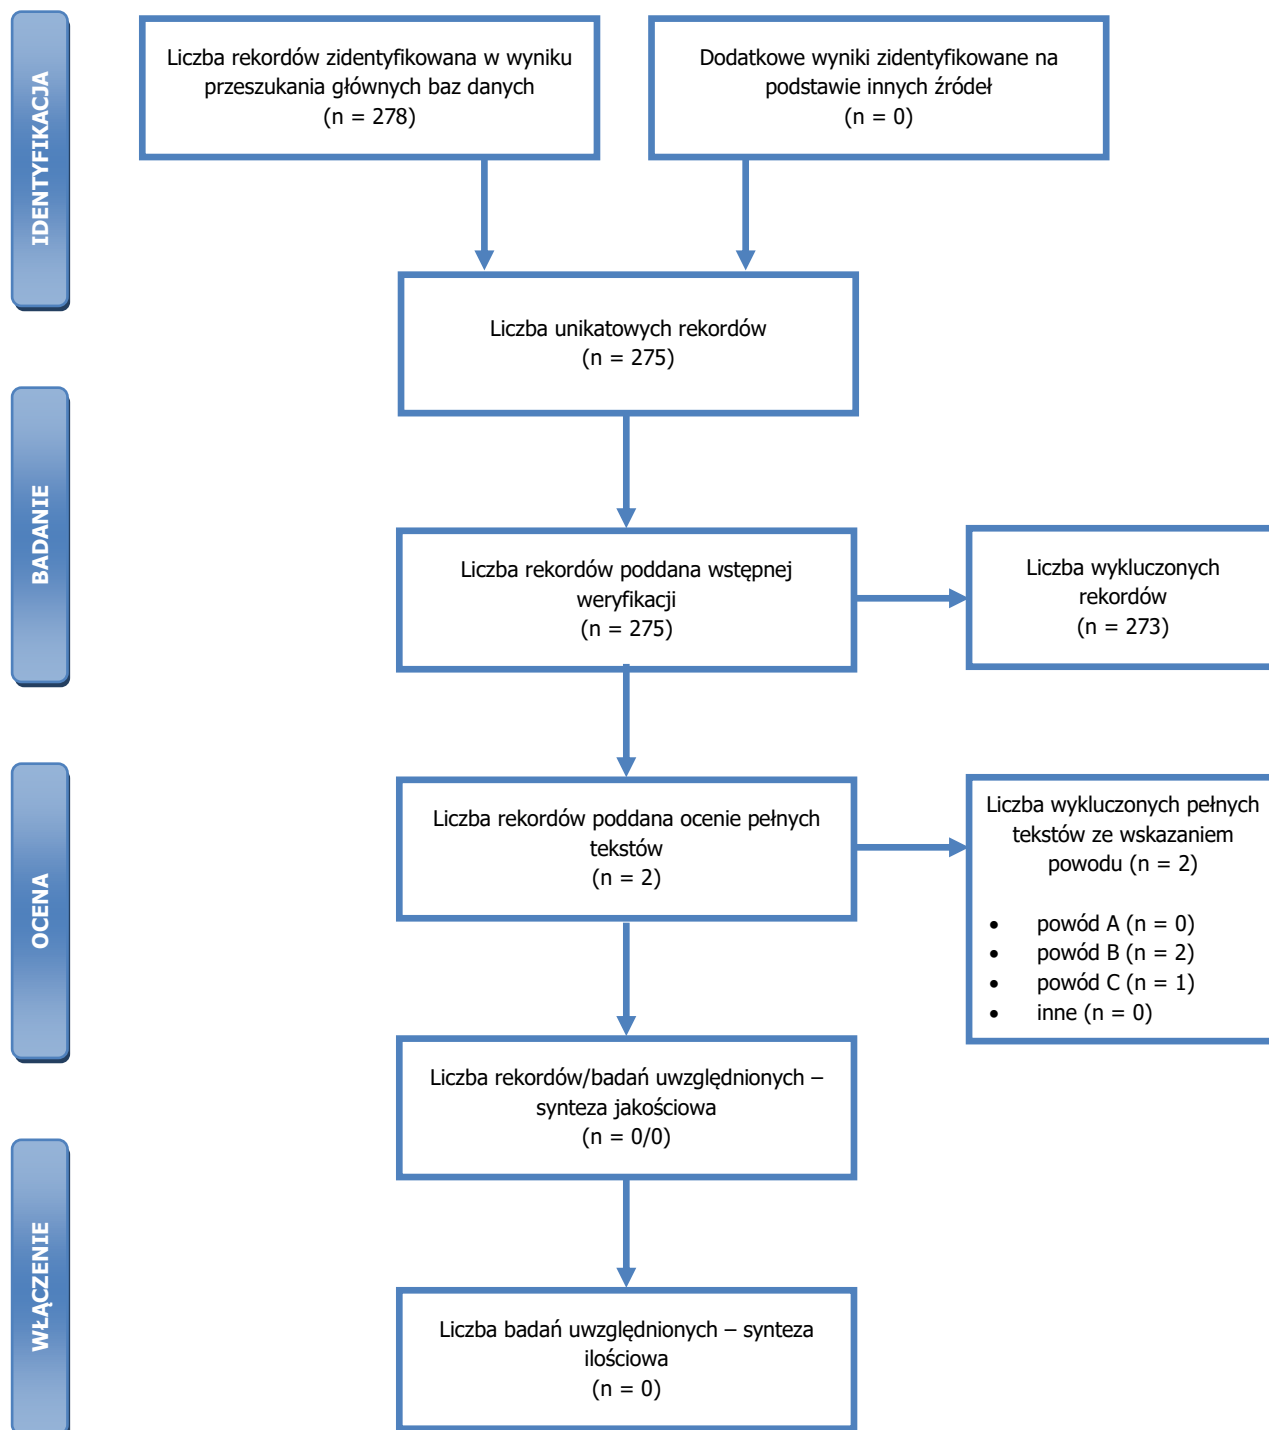 IDENTYFIKACJA
Liczba rekordów zidentyfikowana w wyniku
przeszukania głównych baz danych
(n = 278)
Dodatkowe wyniki zidentyfikowane na
podstawie innych źródeł
(n = 0)
Liczba unikatowych rekordów
(n = 275)
BADANIE
Liczba rekordów poddana wstępnej
weryfikacji
(n = 275)
Liczba wykluczonych
rekordów
(n = 273)
OCENA
Liczba rekordów poddana ocenie pełnych
tekstów
(n = 2)
Liczba wykluczonych pełnych
tekstów ze wskazaniem
powodu (n = 2)
• powód A (n = 0)
• powód B (n = 2)
• powód C (n = 1)
• inne (n = 0)
Liczba rekordów/badań uwzględnionych –
synteza jakościowa
(n = 0/0)
WŁĄCZENIE
Liczba badań uwzględnionych – synteza
ilościowa
(n = 0)